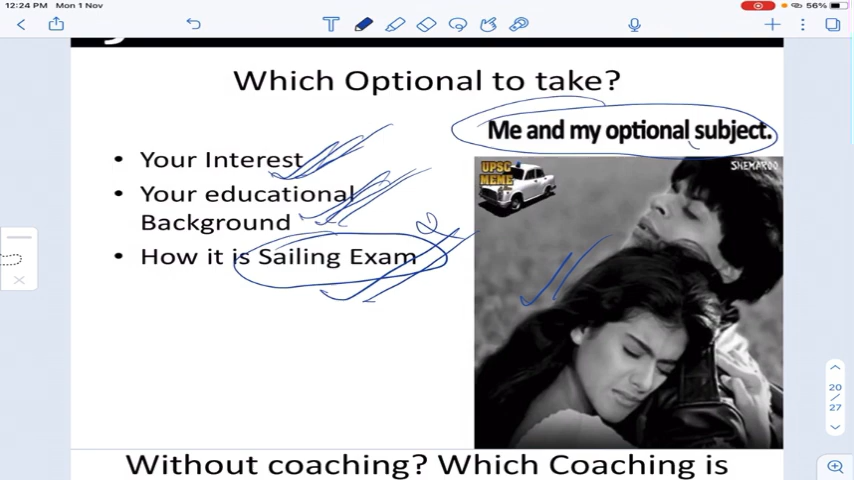 12:24 PM Mon 1 Nov
56%
Which Optional to take?
Me and my optional subject.
• Your Interest
• Your educational
Background
• How it is Sailing Exam
UPSC
MEME
SHEMAROO
20
27
Without coaching? Which Coaching is